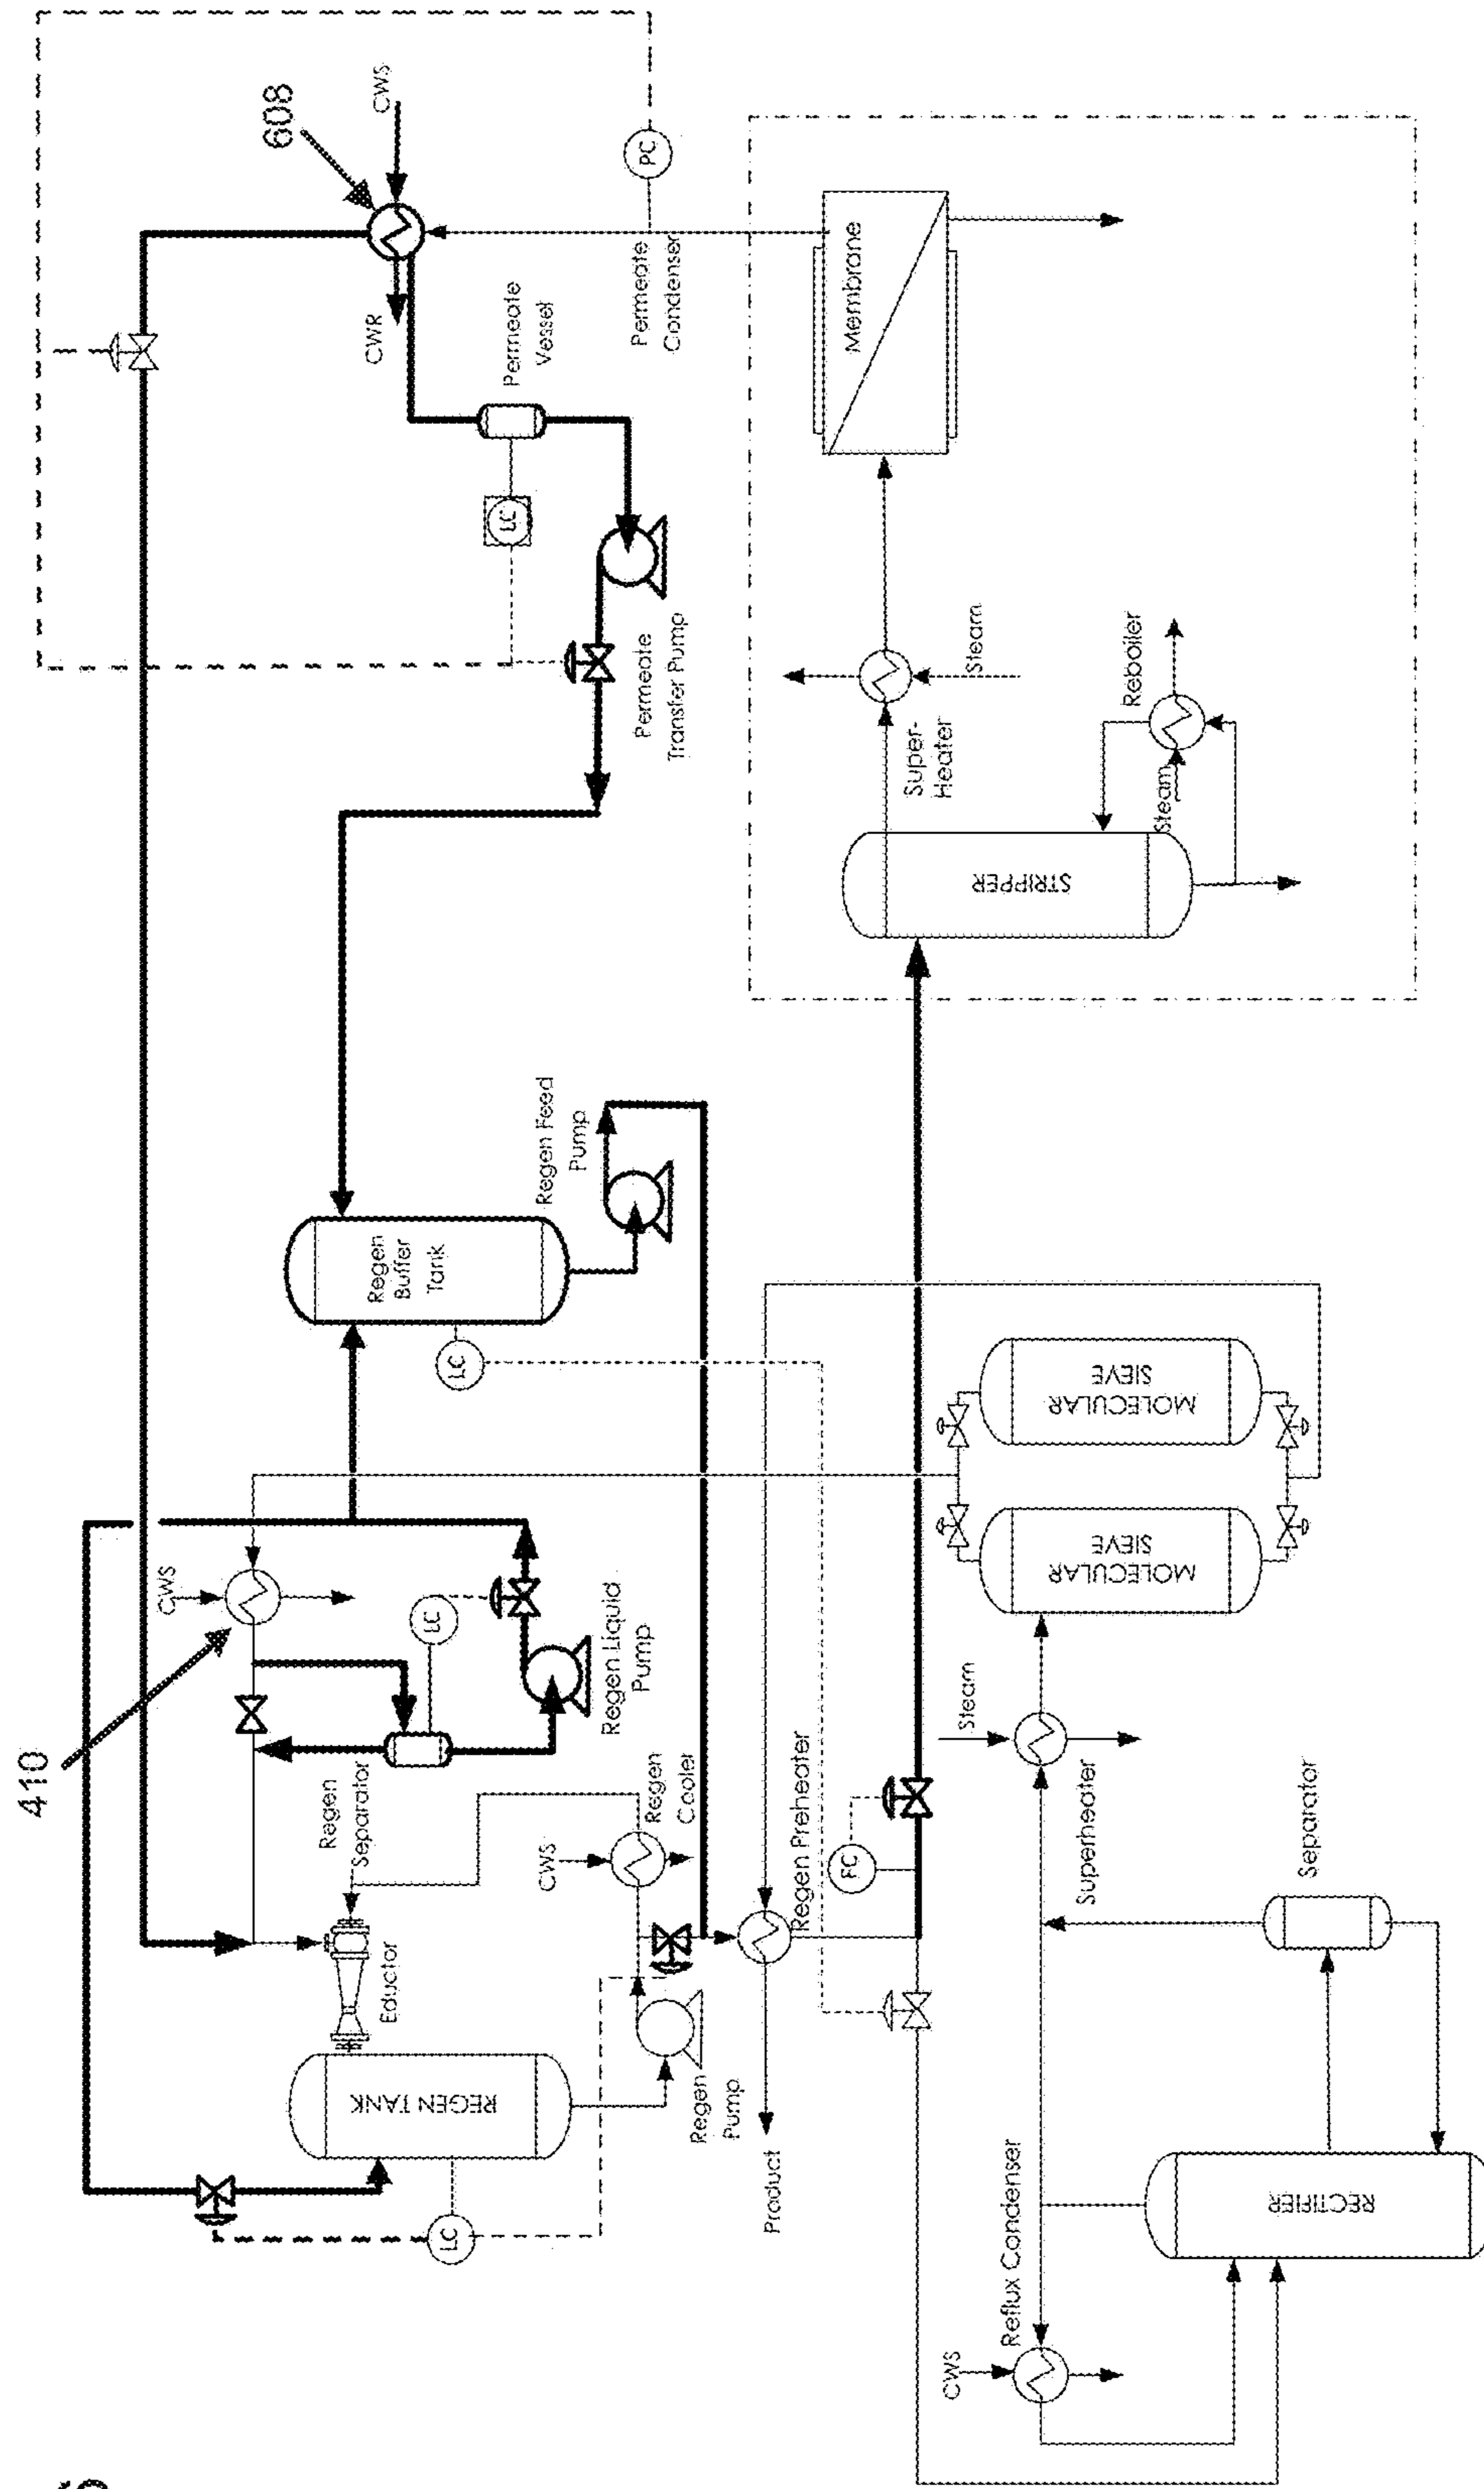 608
CWS
PC
CWR
Permeate
Vessel
Permeate
Condenser
LC
Permeate
Transfer Pump
Membrane
Steam
Super-
Heater
Reboiler
Steam
STRIPPER
Regen Feed
Pump
Regen
Buffer
Tank
LC
MOLECULAR
SIEVE
MOLECULAR
SIEVE
CWS
LC
Regen Liquid
Pump
410
Regen
Separator
Regen
Cooler
CWS
Eductor
Regen Preheater
FC
Steam
Superheater
Separator
REGEN TANK
Regen
Pump
LC
Product
Reflux Condenser
CWS
RECTIFIER